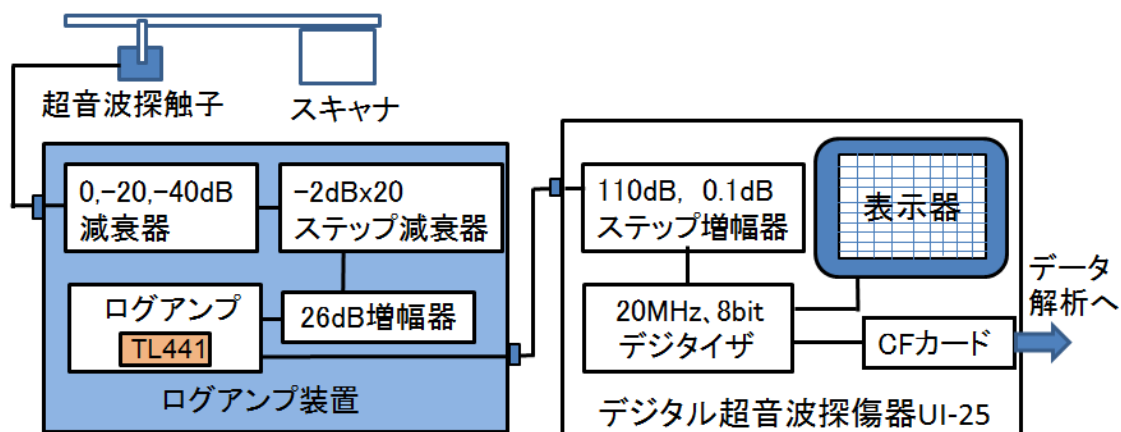 超音波探触子
スキャナ
0,-20,-40dB
減衰器
-2dBx20
ステップ減衰器
ログアンプ
TL441
26dB増幅器
ログアンプ装置
110dB, 0.1dB
ステップ増幅器
表示器
20MHz、8bit
デジタイザ
CFカード
データ
解析へ
デジタル超音波探傷器UI-25